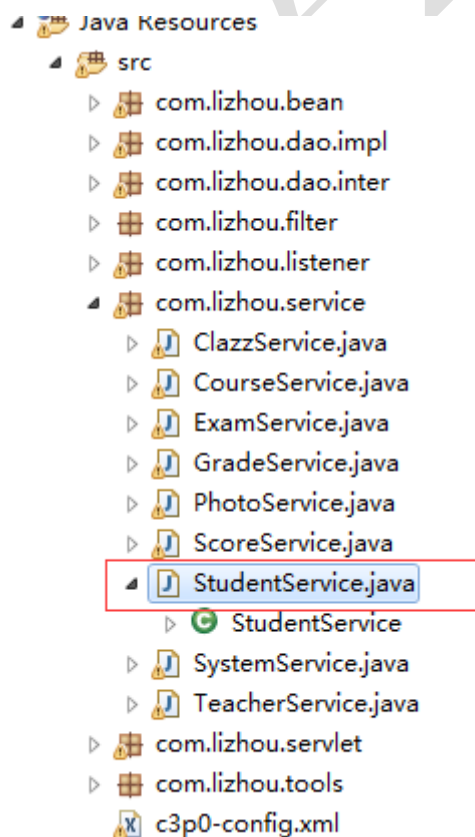 Java Resources
src
com.lizhou.bean
com.lizhou.dao.impl
com.lizhou.dao.inter
com.lizhou.filter
com.lizhou.listener
com.lizhou.service
ClazzService.java
CourseService.java
ExamService.java
GradeService.java
PhotoService.java
ScoreService.java
StudentService.java
StudentService
SystemService.java
TeacherService.java
com.lizhou.servlet
com.lizhou.tools
c3p0-config.xml